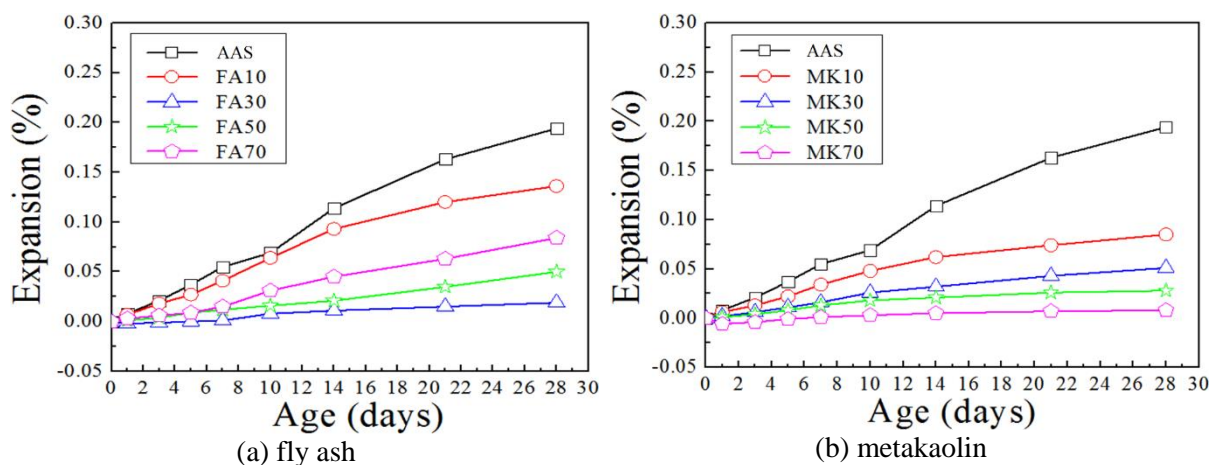 0.30
0.25
0.20
0.15
0.10
0.05
0.00
-0.05
Expansion (%)
AAS
FA10
FA30
FA50
FA70
0 2 4 6 8 10 12 14 16 18 20 22 24 26 28 30
Age (days)
(a) fly ash
0.30
0.25
0.20
0.15
0.10
0.05
0.00
-0.05
Expansion (%)
AAS
MK10
MK30
MK50
MK70
0 2 4 6 8 10 12 14 16 18 20 22 24 26 28 30
Age (days)
(b) metakaolin